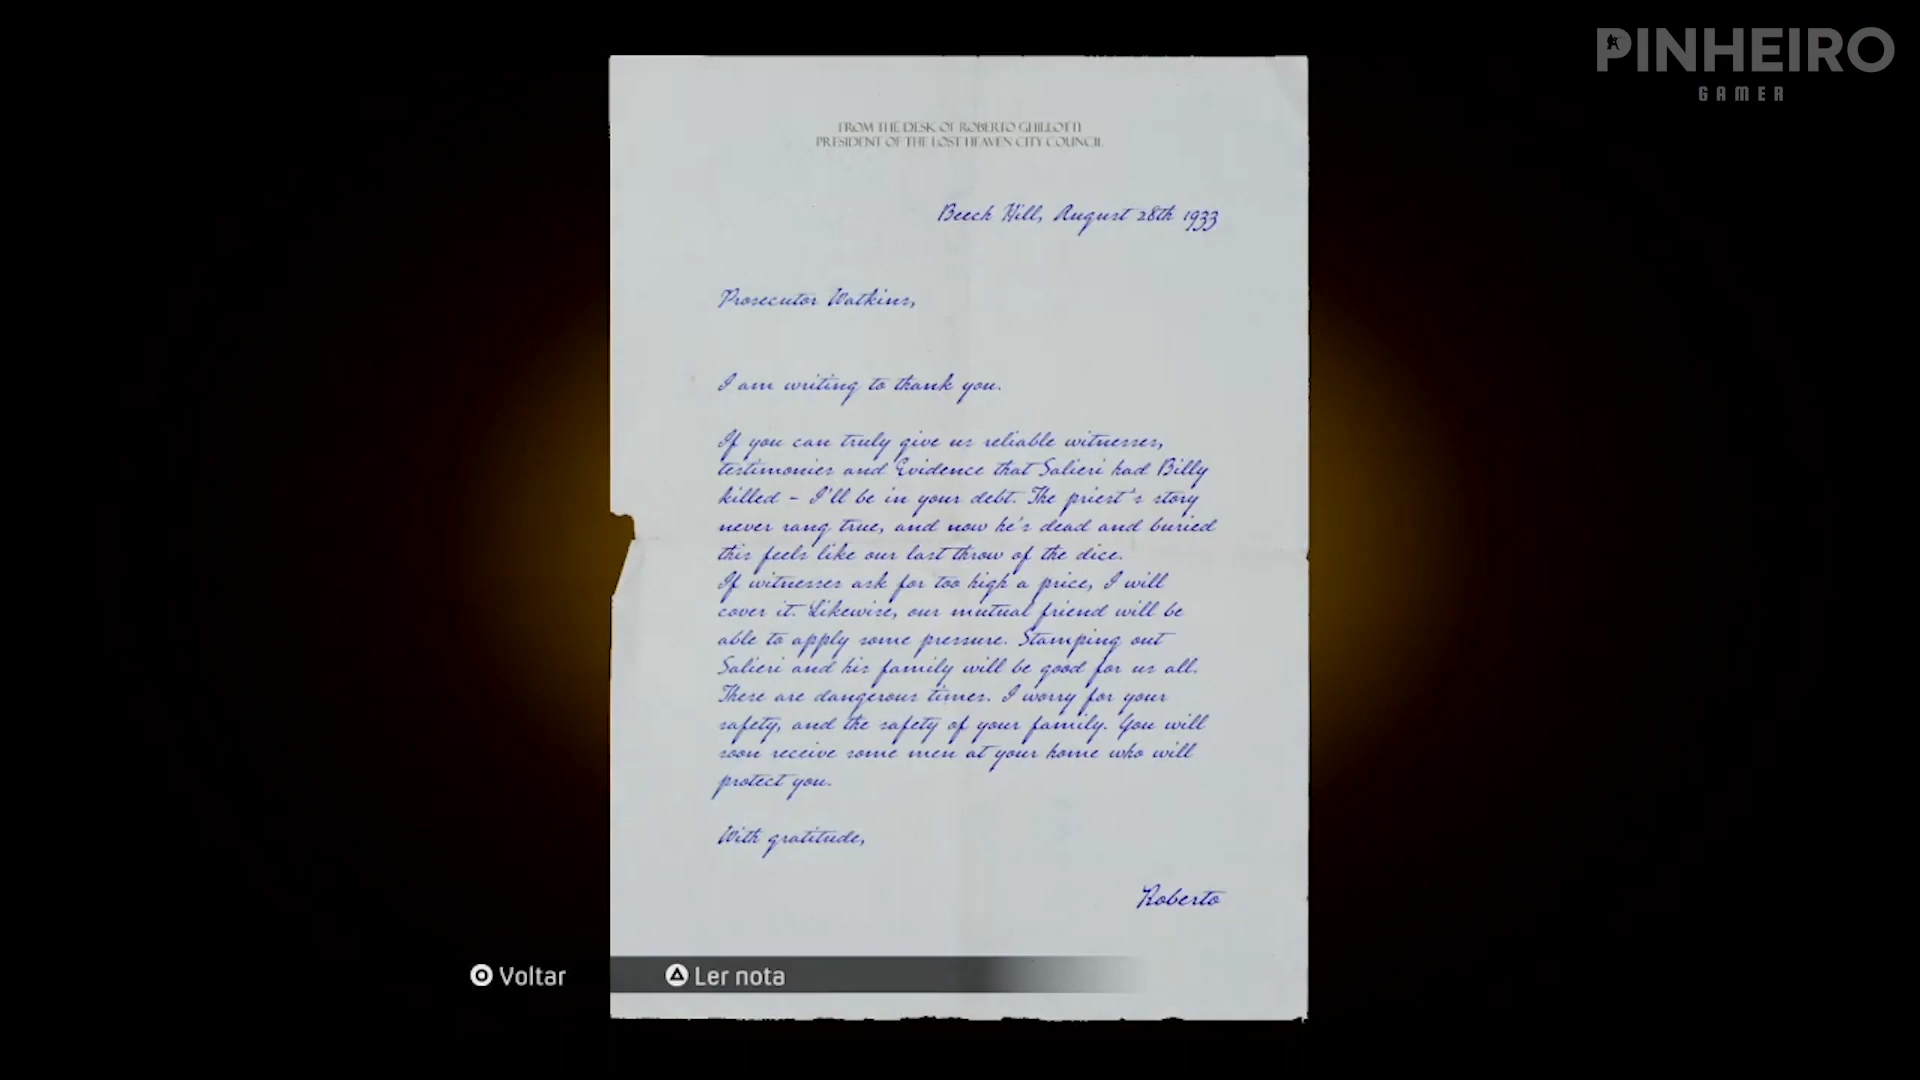 PINHEIRO
GAMER
FROM THE DESK OF ROBERTO GHILLOTTI
PRESIDENT OF THE LOST HEAVEN CITY COUNCIL
Beech Hill, August 28th 1933
Prosecutor Watkins,
I am writing to thank you.
If you can truly give us reliable witnesses,
testimonies and Evidence that Salieri had Billy
killed - I'll be in your debt. The priest's story
never rang true, and now he's dead and buried
this feels like our last throw of the dice.
If witnesses ask for too high a price, I will
cover it. Likewise, our mutual friend will be
able to apply some pressure. Stamping out
Salieri and his family will be good for us all.
These are dangerous times. I worry for your
safety, and the safety of your family. You will
soon receive some men at your home who will
protect you.
With gratitude,
Roberto
Voltar
Ler nota